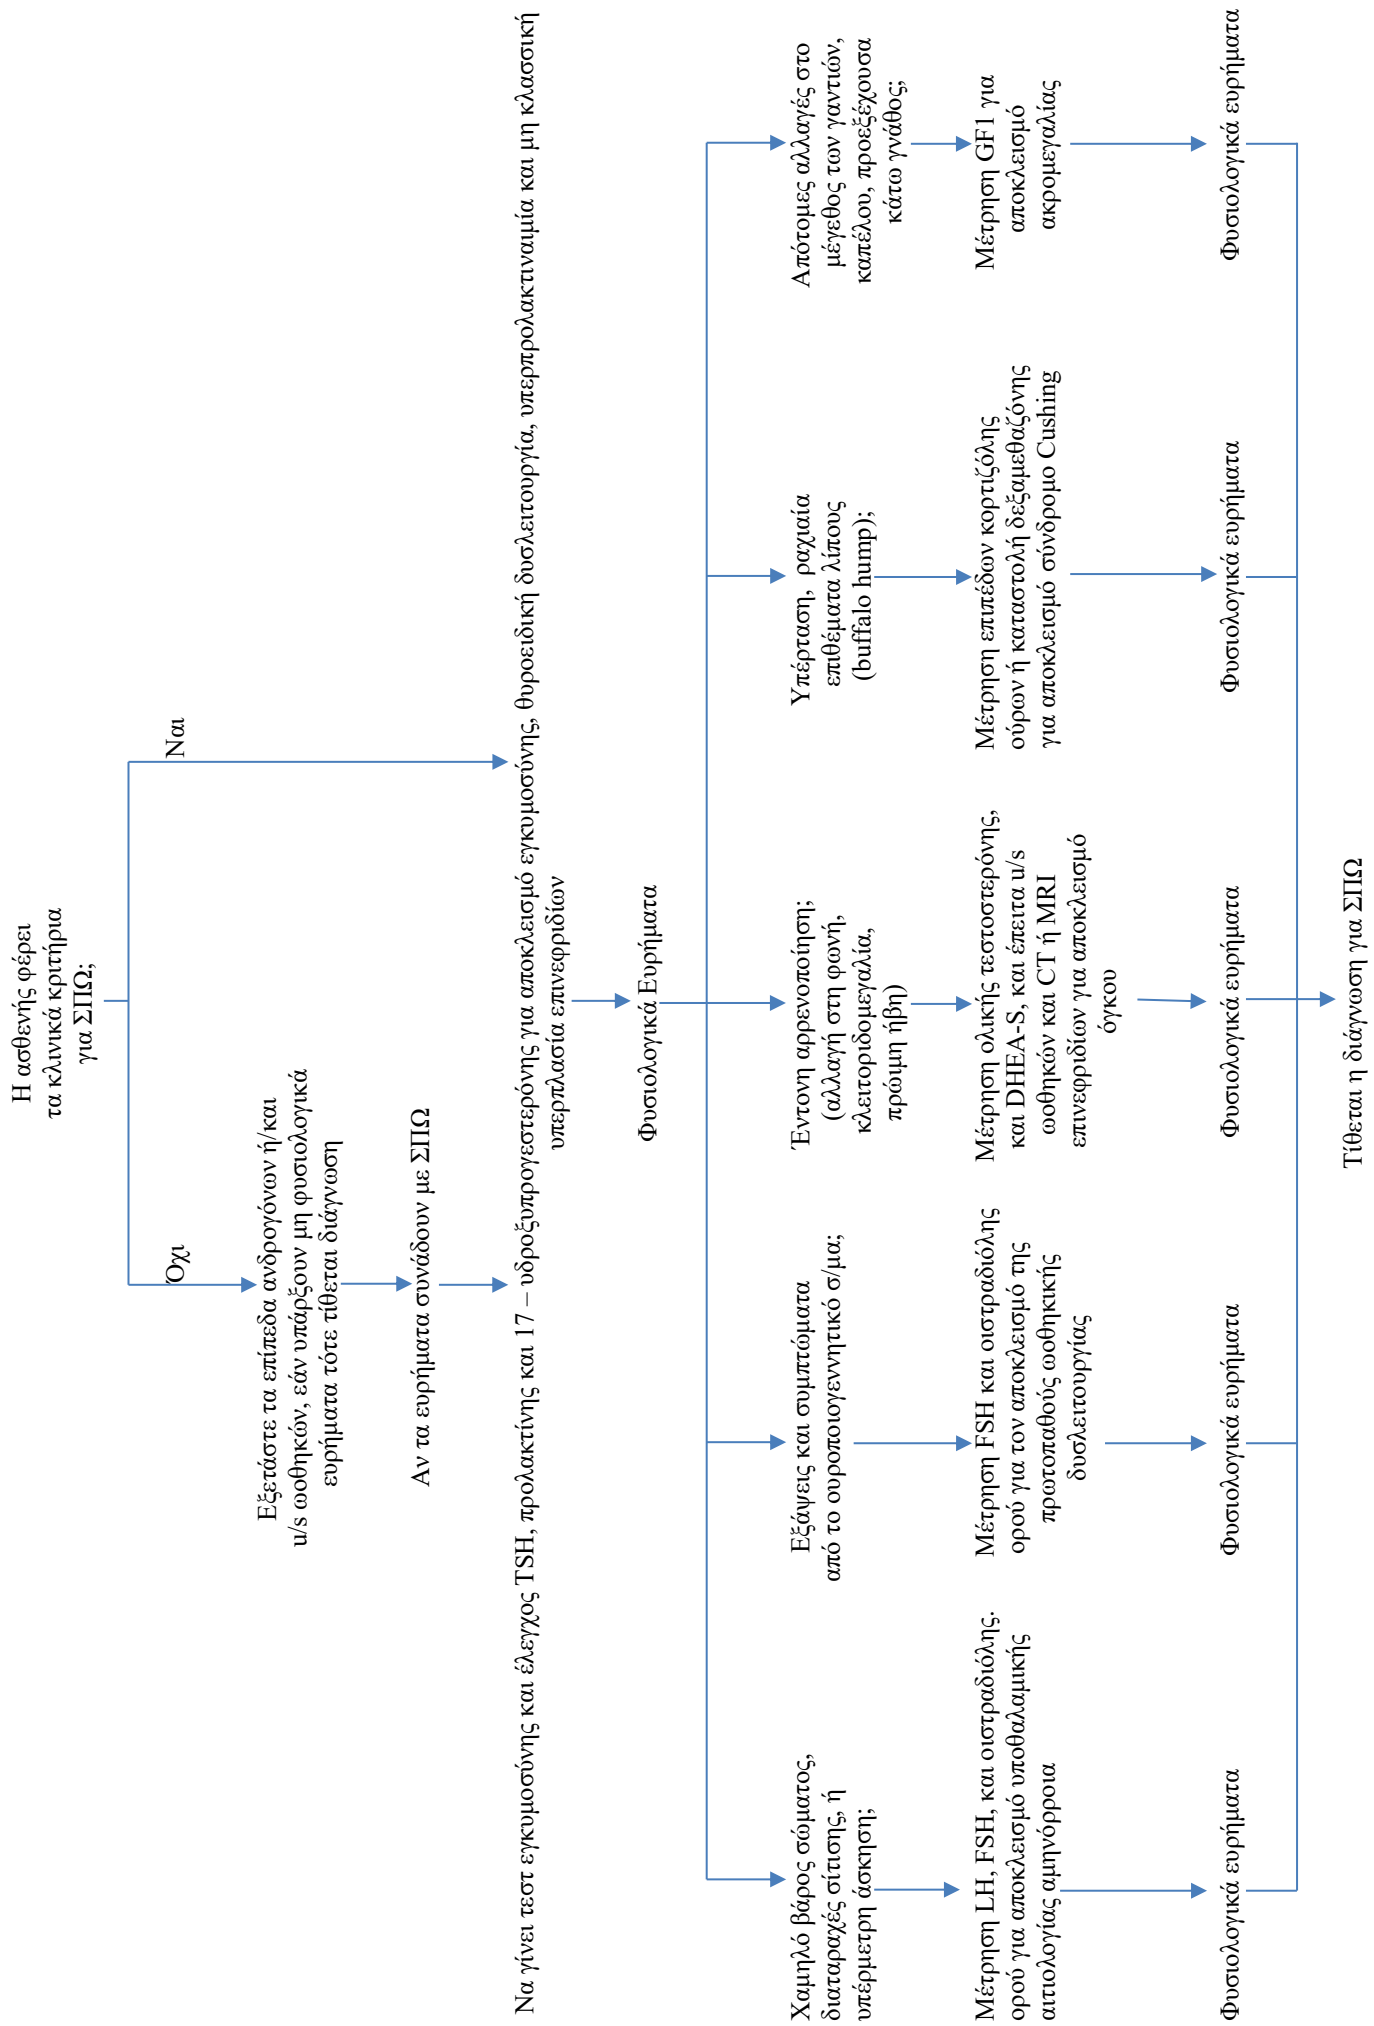 Η ασθενής φέρει
τα κλινικά κριτήρια
για ΣΠΩ;
Όχι
Ναι
Εξετάστε τα επίπεδα ανδρογόνων ή/και
u/s ωοθηκών, εάν υπάρξουν μη φυσιολογικά
ευρήματα τότε τίθεται διάγνωση
Αν τα ευρήματα συνάδουν με ΣΠΩ
Να γίνει τεστ εγκυμοσύνης και έλεγχος TSH, προλακτίνης και 17 – υδροξυπρογεστερόνης για αποκλεισμό εγκυμοσύνης, θυροειδική δυσλειτουργία, υπερπρολακτιναιμία και μη κλασσική
υπερπλασία επινεφριδίων
Φυσιολογικά Ευρήματα
Χαμηλό βάρος σώματος,
διαταραχές σίτισης, ή
υπέρμετρη άσκηση;
Εξάψεις και συμπτώματα
από το ουροποιογεννητικό σ/μα;
Έντονη αρρενοποίηση;
(αλλαγή στη φωνή,
κλειτοριδομεγαλία,
πρώιμη ήβη)
Υπέρταση, ραχιαία
επιθέματα λίπους
(buffalo hump);
Απότομες αλλαγές στο
μέγεθος των γαντιών,
καπέλου, προεξέχουσα
κάτω γνάθος;
Μέτρηση LH, FSH, και οιστραδιόλης.
ορού για αποκλεισμό υποθαλαμικής
αιτιολογίας αμηνόρροια
Μέτρηση FSH και οιστραδιόλης
ορού για τον αποκλεισμό της
πρωτοπαθούς ωοθηκικής
δυσλειτουργίας
Μέτρηση ολικής τεστοστερόνης,
και DHEA-S, και έπειτα u/s
ωοθηκών και CT ή MRI
επινεφριδίων για αποκλεισμό
όγκου
Μέτρηση επιπέδων κορτιζόλης
ούρων ή καταστολή δεξαμεθαζόνης
για αποκλεισμό σύνδρομο Cushing
Μέτρηση GF1 για
αποκλεισμό
ακρομεγαλίας
Φυσιολογικά ευρήματα
Φυσιολογικά ευρήματα
Φυσιολογικά ευρήματα
Φυσιολογικά ευρήματα
Φυσιολογικά ευρήματα
Τίθεται η διάγνωση για ΣΠΩ